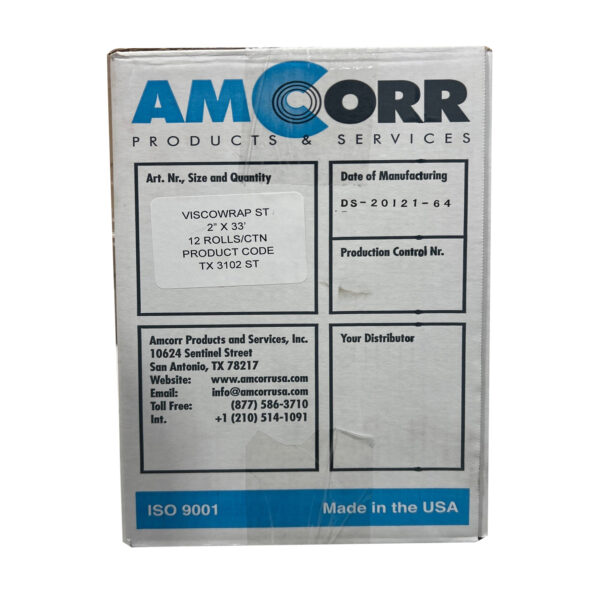 AMCORR
PRODUCTS & SERVICES
Art. Nr., Size and Quantity
VISCOWRAP ST
2" X 33'
12 ROLLS/CTN
PRODUCT CODE
TX 3102 ST
Date of Manufacturing
DS-20121-64
Production Control Nr.
Amcorr Products and Services, Inc.
10624 Sentinel Street
San Antonio, TX 78217
Website: www.amcorrusa.com
Email: info@amcorrusa.com
Toll Free: (877) 586-3710
Int. +1 (210) 514-1091
Your Distributor
ISO 9001
Made in the USA